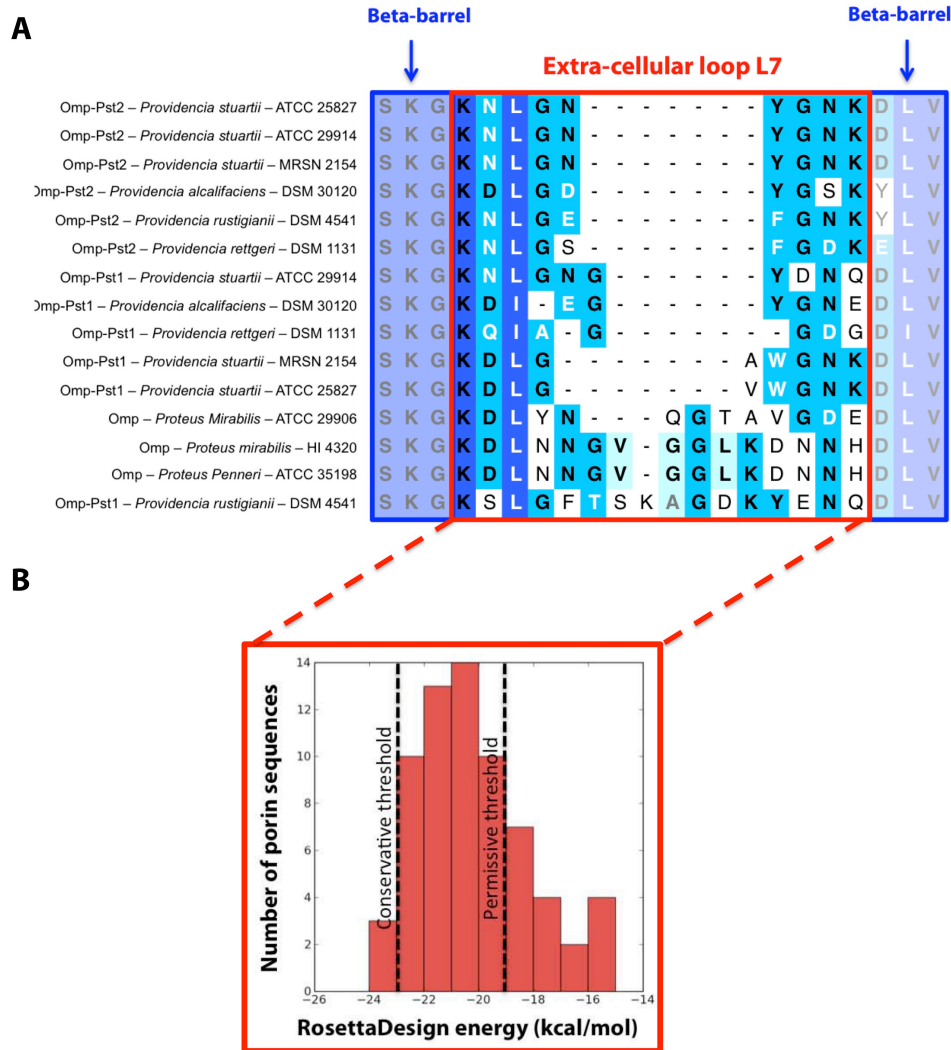 A
Beta-barrel
Beta-barrel
Extra-cellular loop L7
Omp-Pst2 – Providencia stuartii – ATCC 25827 S K G K N L G N - - - - - - - Y G N K D L V
Omp-Pst2 – Providencia stuartii – ATCC 29914 S K G K N L G N - - - - - - - Y G N K D L V
Omp-Pst2 – Providencia stuartii – MRSN 2154 S K G K N L G N - - - - - - - Y G N K D L V
Omp-Pst2 – Providencia alcalifaciens – DSM 30120 S K G K D L G D - - - - - - - Y G S K Y L V
Omp-Pst2 – Providencia rustigianii – DSM 4541 S K G K N L G E - - - - - - - F G N K Y L V
Omp-Pst2 – Providencia rettgeri – DSM 1131 S K G K N L G S - - - - - - - F G D K E L V
Omp-Pst1 – Providencia stuartii – ATCC 29914 S K G K N L G N G - - - - - - Y D N Q D L V
Omp-Pst1 – Providencia alcalifaciens – DSM 30120 S K G K D I - E G - - - - - - Y G N E D L V
Omp-Pst1 – Providencia rettgeri – DSM 1131 S K G K Q I A - G - - - - - - - G D G D I V
Omp-Pst1 – Providencia stuartii – MRSN 2154 S K G K D L G - - - - - - - A W G N K D L V
Omp-Pst1 – Providencia stuartii – ATCC 25827 S K G K D L G - - - - - - - V W G N K D L V
Omp – Proteus Mirabilis – ATCC 29906 S K G K D L Y N - - - Q G T A V G D E D L V
Omp – Proteus mirabilis – HI 4320 S K G K D L N N G V - G G L K D N N H D L V
Omp – Proteus Penneri – ATCC 35198 S K G K D L N N G V - G G L K D N N H D L V
Omp-Pst1 – Providencia rustigianii – DSM 4541 S K G K S L G F T S K A G D K Y E N Q D L V
B
Number of porin sequences
14
12
10
8
6
4
2
0
Conservative threshold
Permissive threshold
−26 −24 −22 −20 −18 −16 −14
RosettaDesign energy (kcal/mol)